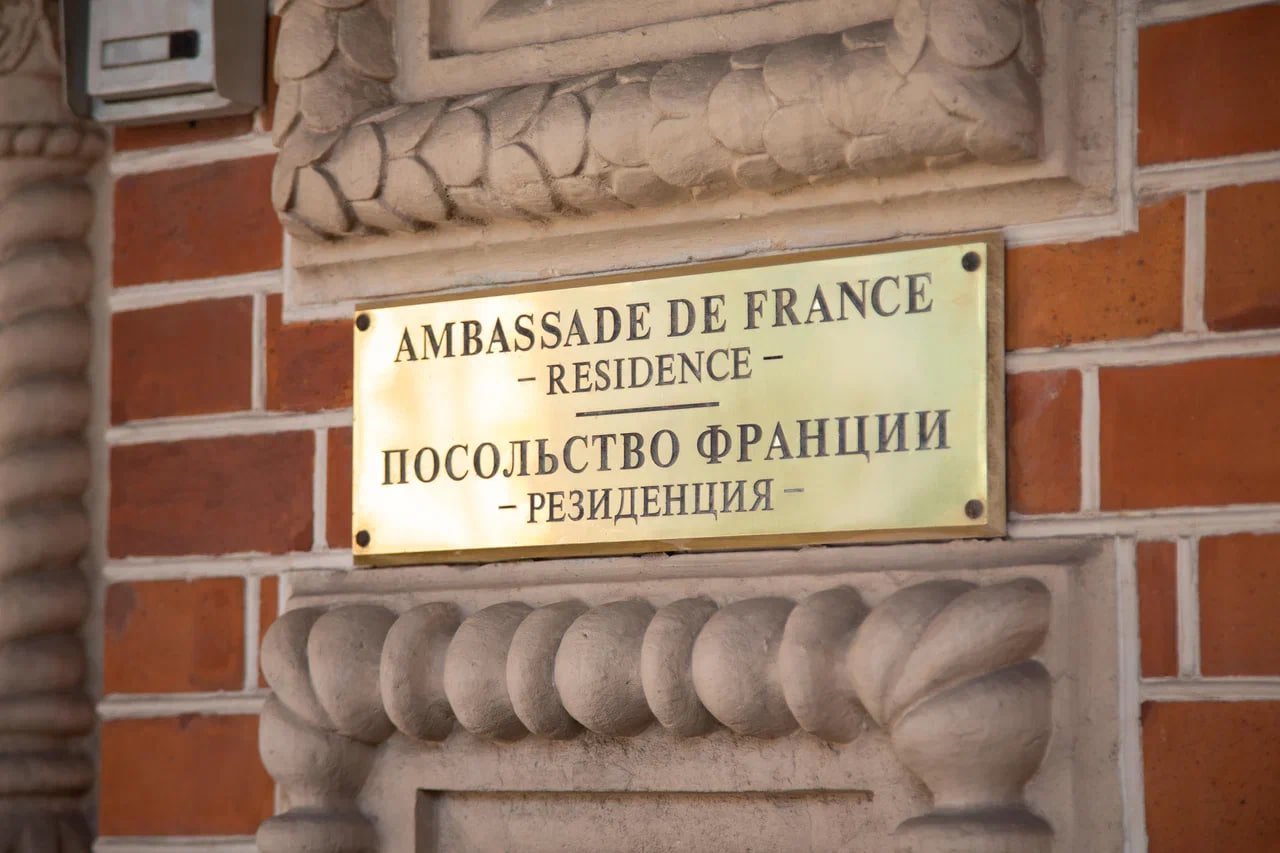 AMBASSADE DE FRANCE
– RESIDENCE –
ПОСОЛЬСТВО ФРАНЦИИ
– РЕЗИДЕНЦИЯ –